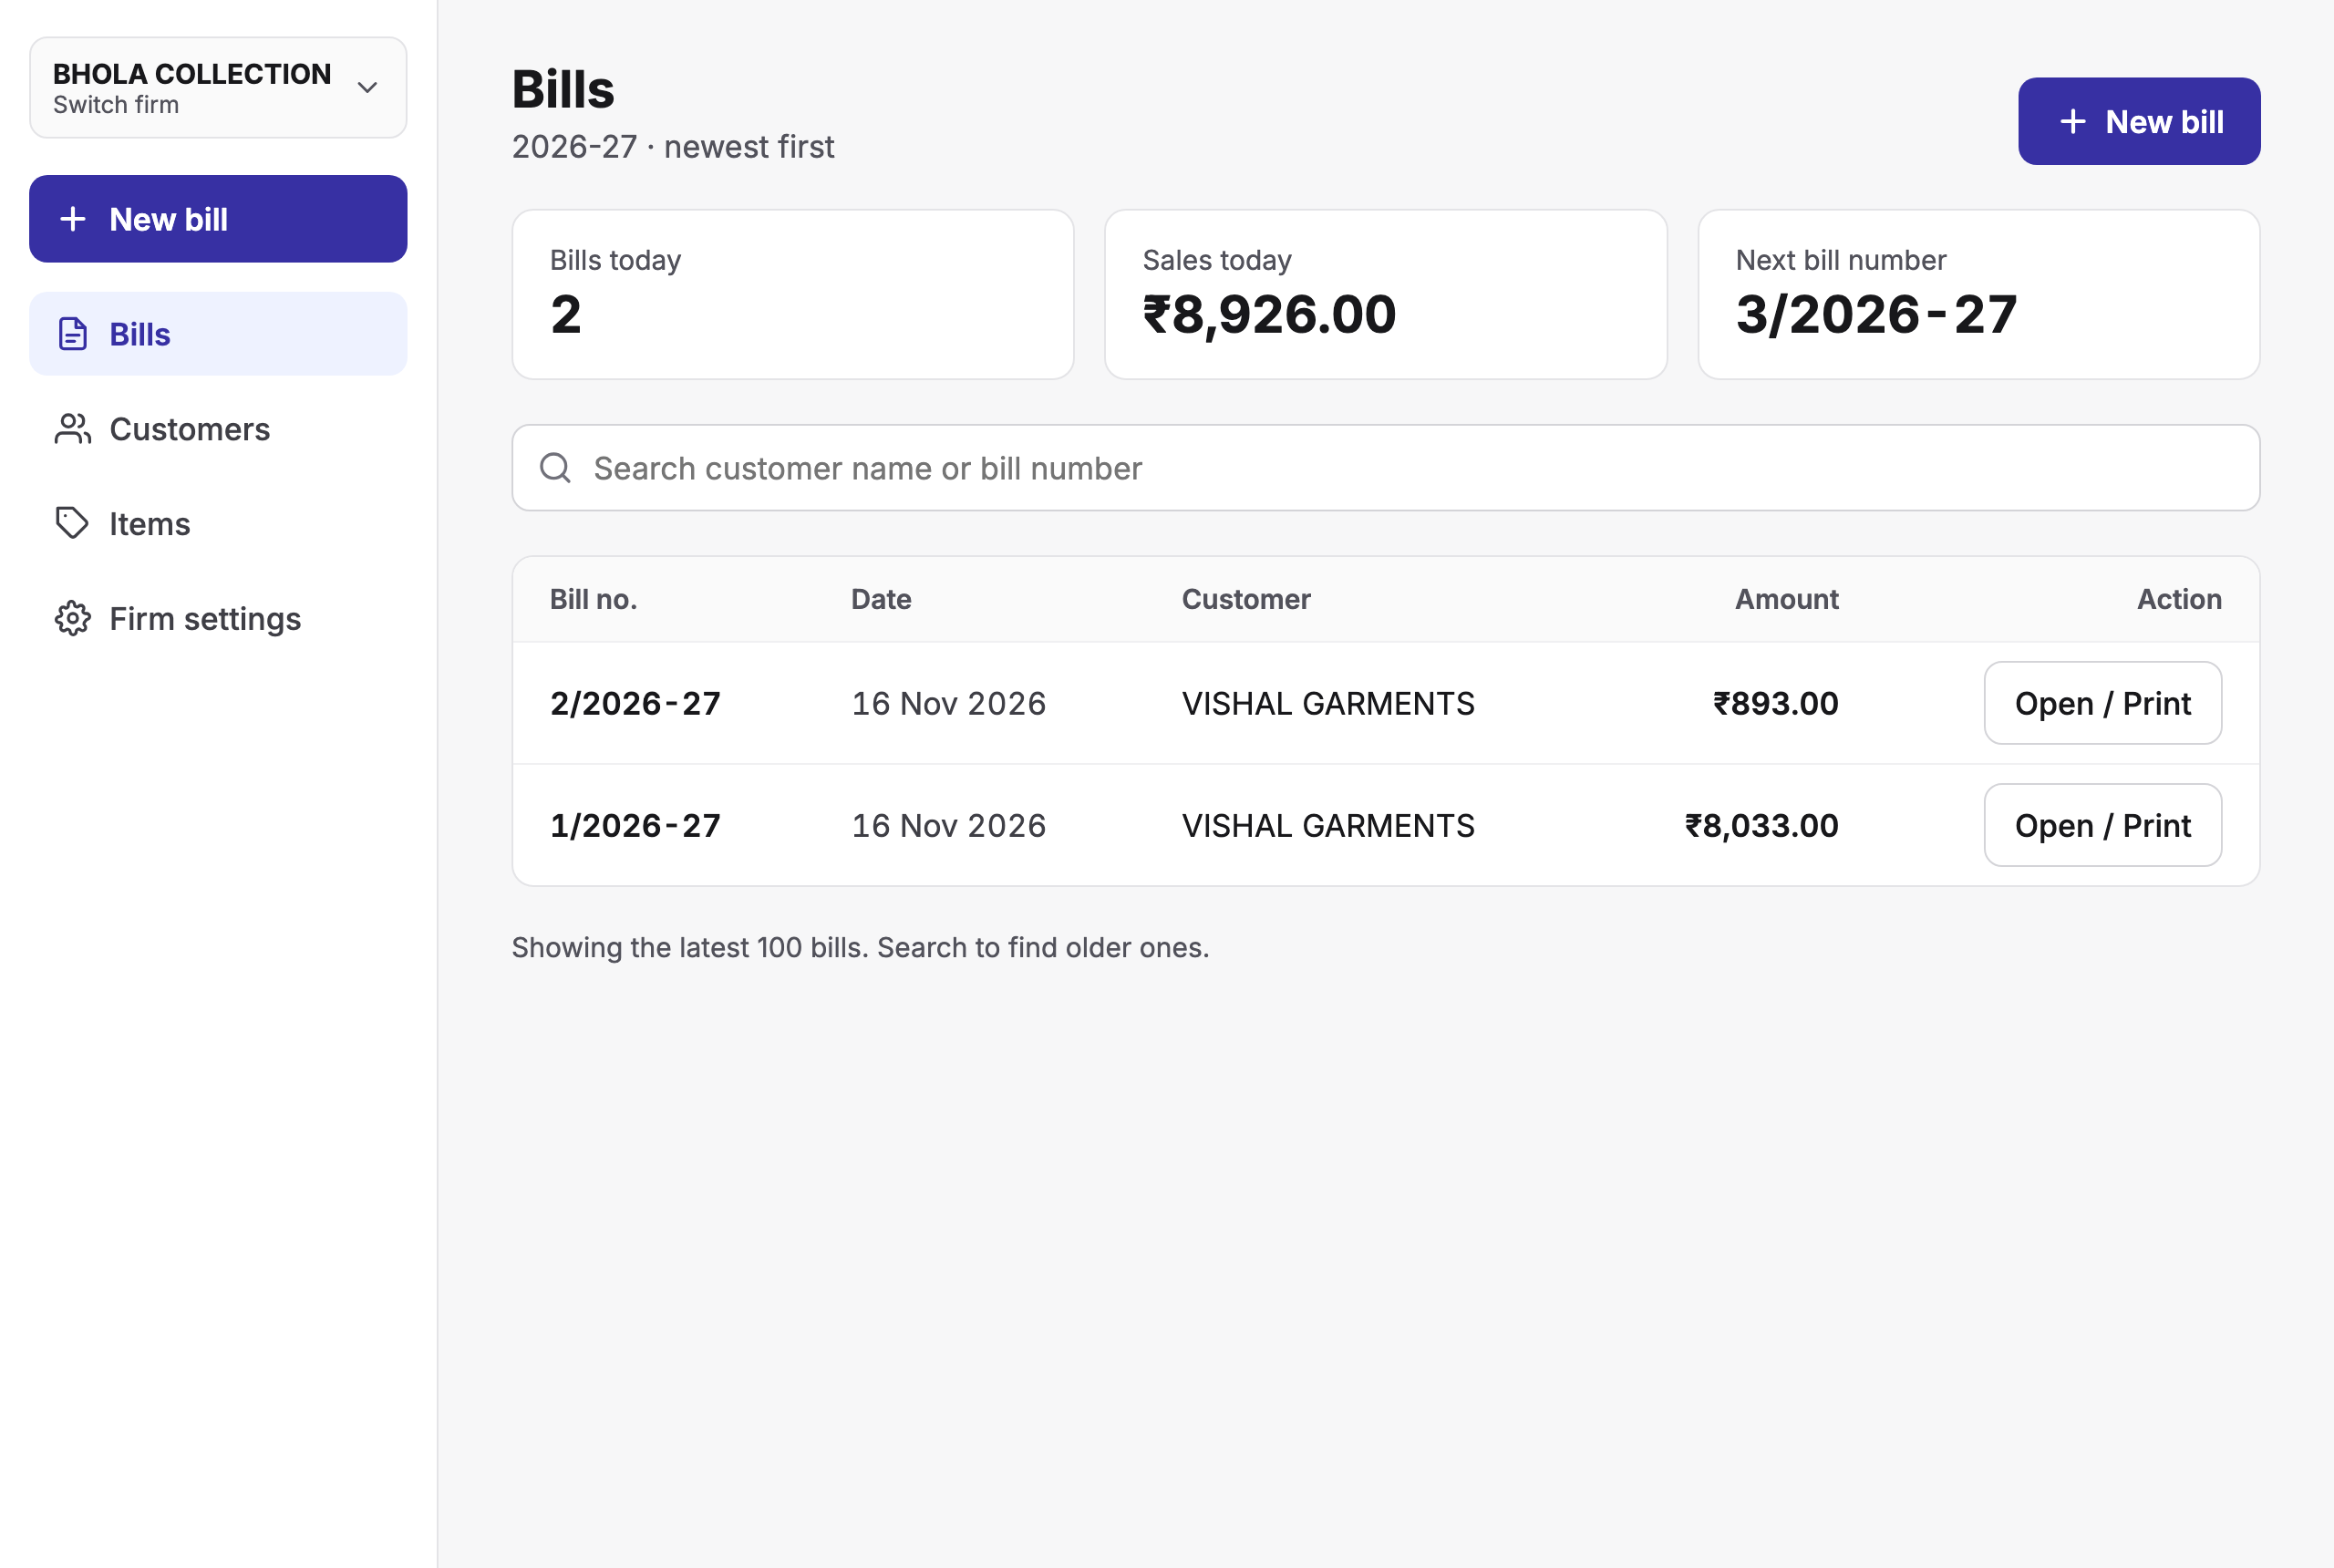 BHOLA COLLECTION
Switch firm
New bill
Bills
Customers
Items
Firm settings
Bills
2026-27 · newest first
New bill
Bills today
2
Sales today
₹8,926.00
Next bill number
3/2026-27
Search customer name or bill number
Bill no. Date Customer Amount Action
2/2026-27 16 Nov 2026 VISHAL GARMENTS ₹893.00 Open / Print
1/2026-27 16 Nov 2026 VISHAL GARMENTS ₹8,033.00 Open / Print
Showing the latest 100 bills. Search to find older ones.